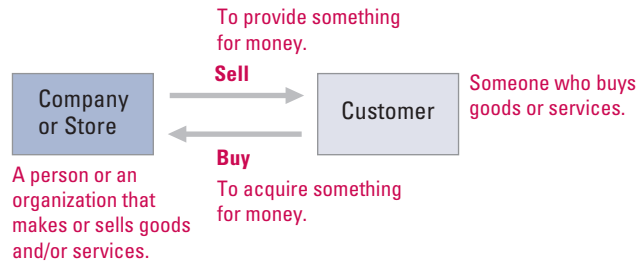 To provide something
for money.
Sell
Company
or Store
Customer
Someone who buys
goods or services.
Buy
To acquire something
for money.
A person or an
organization that
makes or sells goods
and/or services.